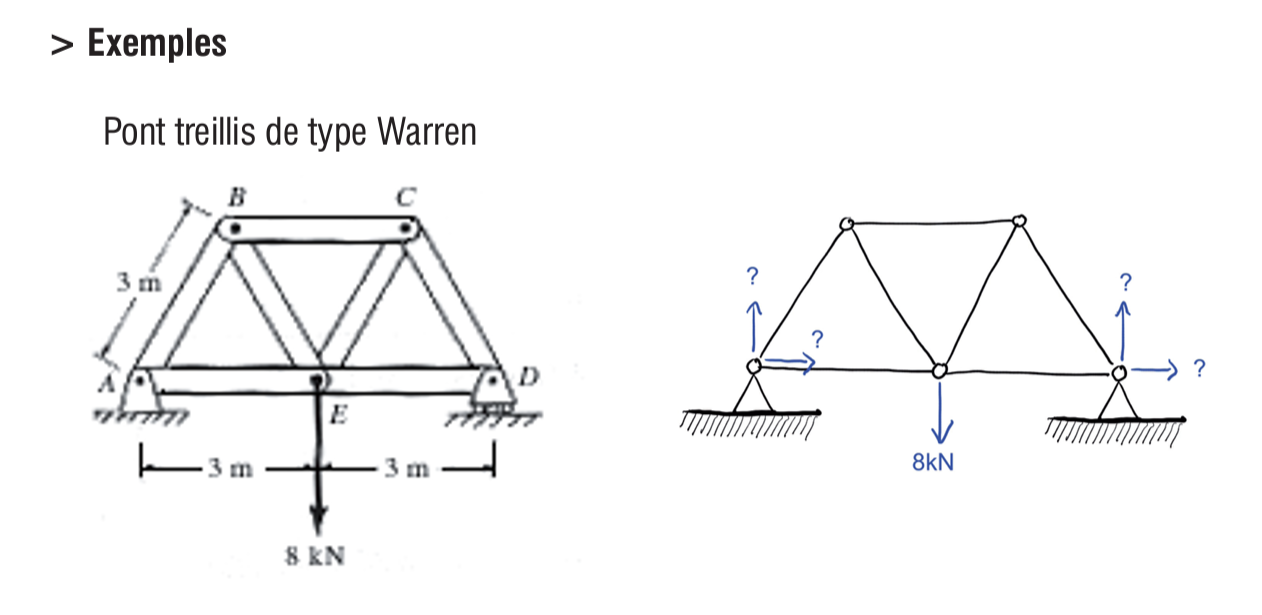 > Exemples
Pont treillis de type Warren
B C
3 m
A D
E
3 m 3 m
8 kN
?
?
?
?
8kN